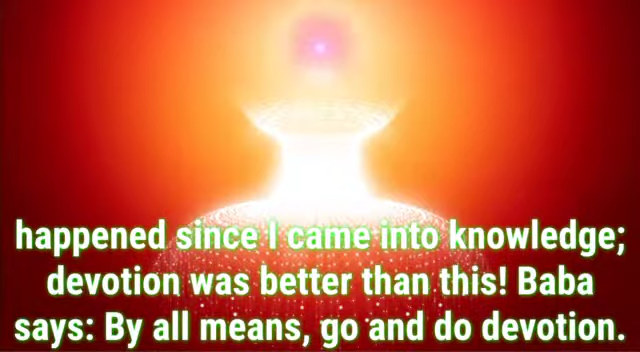 happened since I came into knowledge;
devotion was better than this! Baba
says: By all means, go and do devotion.